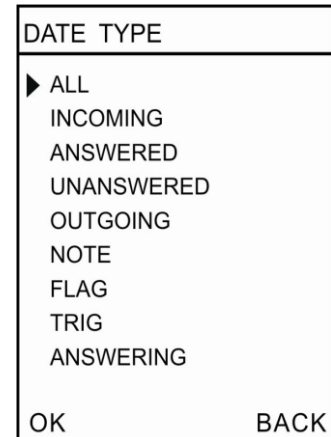 DATE TYPE
ALL
INCOMING
ANSWERED
UNANSWERED
OUTGOING
NOTE
FLAG
TRIG
ANSWERING
OK BACK